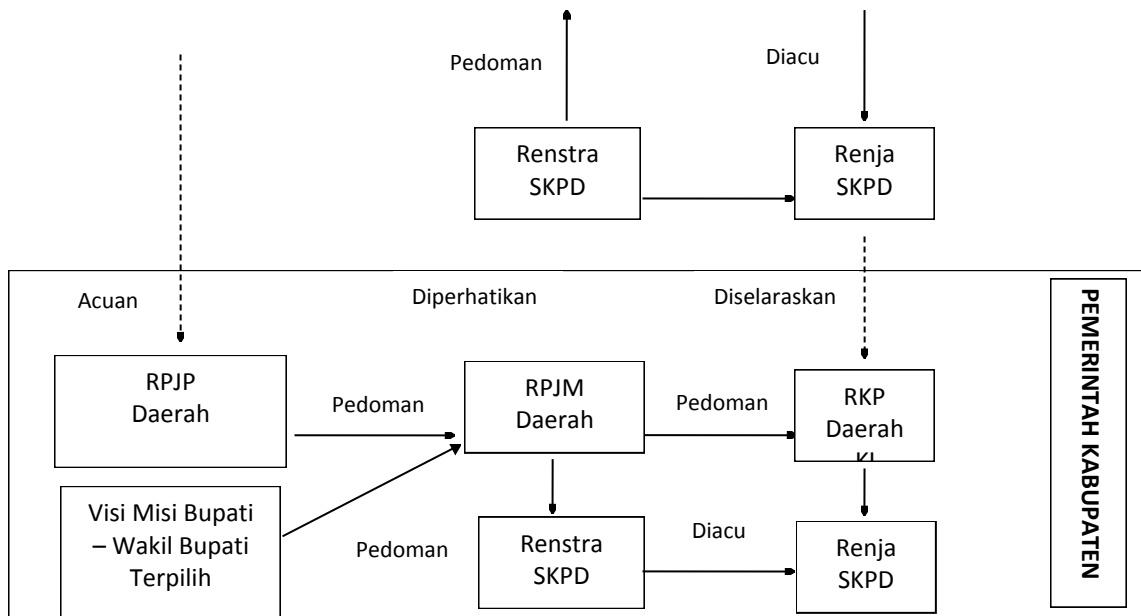 Pedoman
Diacu
Renstra
SKPD
Renja
SKPD
Acuan
Diperhatikan
Diselaraskan
PEMERINTAH KABUPATEN
RPJP
Daerah
Pedoman
RPJM
Daerah
Pedoman
RKP
Daerah
Visi Misi Bupati
– Wakil Bupati
Terpilih
Pedoman
Renstra
SKPD
Diacu
Renja
SKPD